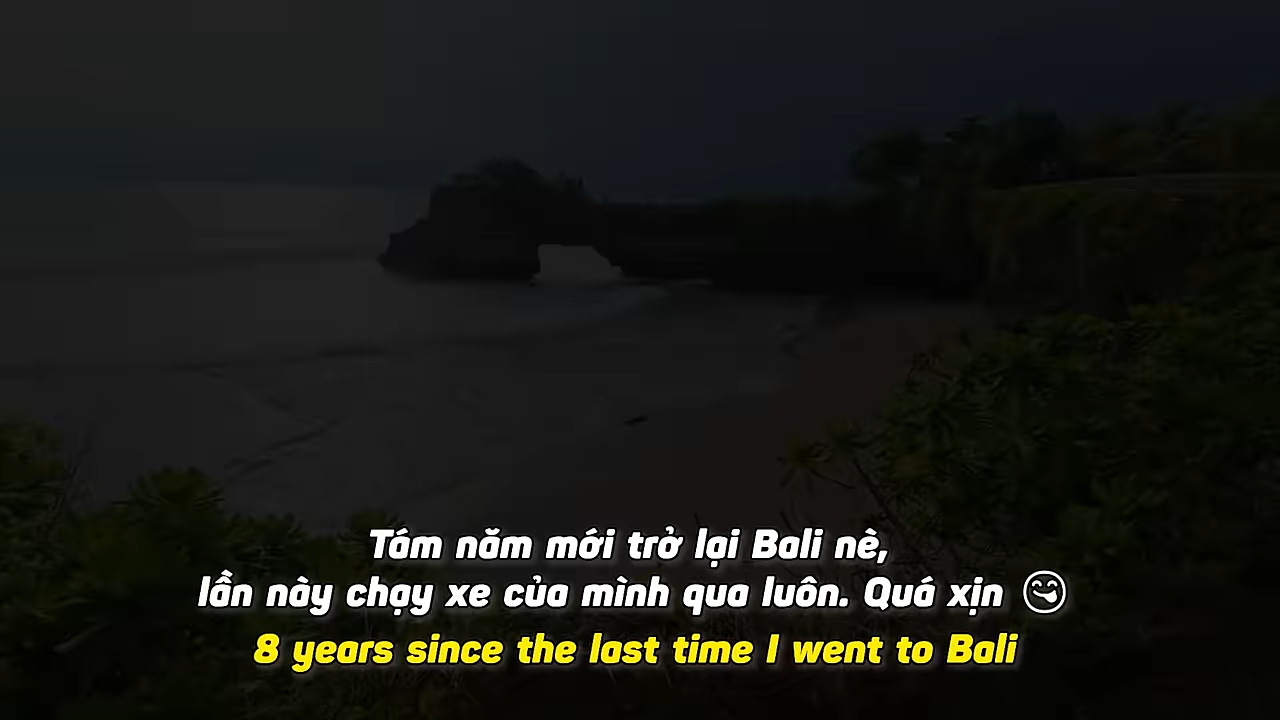 Tám năm mới trở lại Bali nè,
lần này chạy xe của mình qua luôn. Quá xịn 😋
8 years since the last time I went to Bali